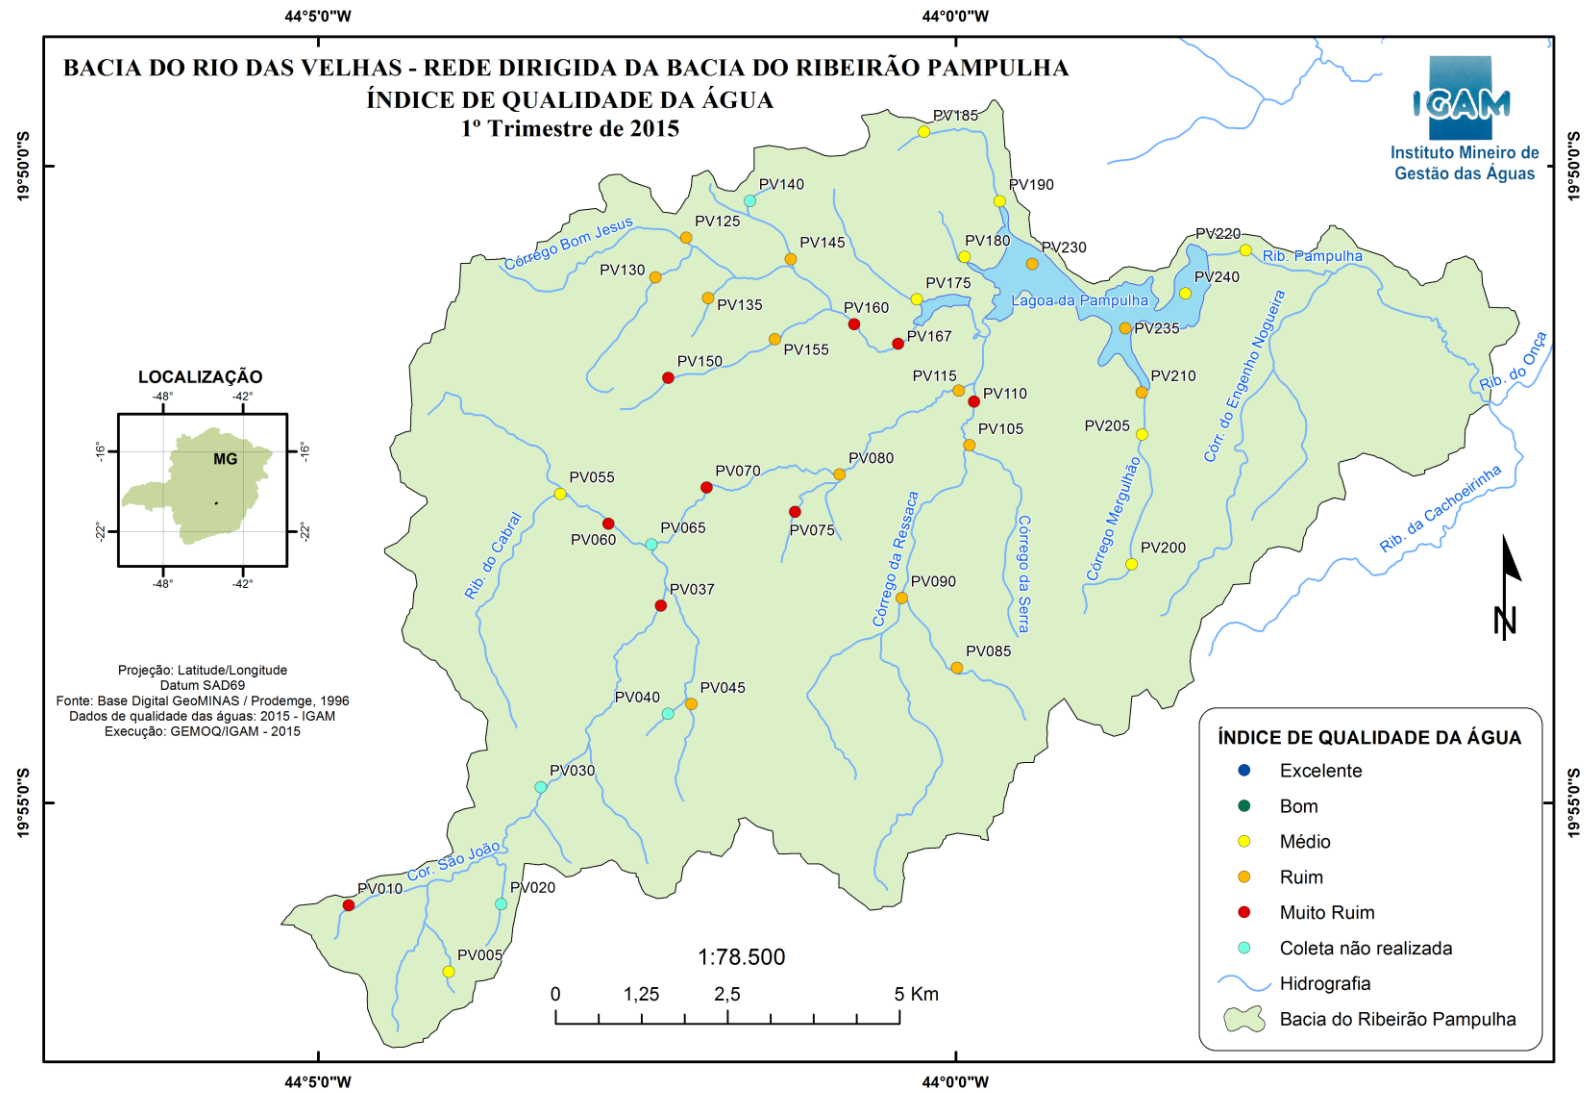 44°5'0"W
44°0'0"W
BACIA DO RIO DAS VELHAS - REDE DIRIGIDA DA BACIA DO RIBEIRÃO PAMPULHA
ÍNDICE DE QUALIDADE DA ÁGUA
1º Trimestre de 2015
IGAM
Instituto Mineiro de
Gestão das Águas
19°50'0"S
19°50'0"S
PV185
PV140
PV190
PV125
Córrego Bom Jesus
PV145
PV180
PV230
PV220
Rib. Pampulha
PV130
PV240
PV135
PV175
Lagoa da Pampulha
PV160
PV235
PV167
PV155
PV150
Córr. do Engenho Nogueira
Rib. do Onça
PV115
PV110
PV210
PV105
PV205
LOCALIZAÇÃO
-48°
-42°
-16°
MG
-16°
-22°
-22°
-48°
-42°
PV080
PV070
PV055
PV065
PV060
PV075
Rib. do Cabral
Córrego da Ressaca
Córrego da Serra
Córrego Mergulhão
Rib. da Cachoeirinha
PV200
PV037
PV090
N
PV085
PV040
PV045
Projeção: Latitude/Longitude
Datum SAD69
Fonte: Base Digital GeoMINAS / Prodemge, 1996
Dados de qualidade das águas: 2015 - IGAM
Execução: GEMOQ/IGAM - 2015
PV030
19°55'0"S
19°55'0"S
Cor. São João
PV010
PV020
PV005
1:78.500
0 1,25 2,5 5 Km
ÍNDICE DE QUALIDADE DA ÁGUA
Excelente
Bom
Médio
Ruim
Muito Ruim
Coleta não realizada
Hidrografia
Bacia do Ribeirão Pampulha
44°5'0"W
44°0'0"W